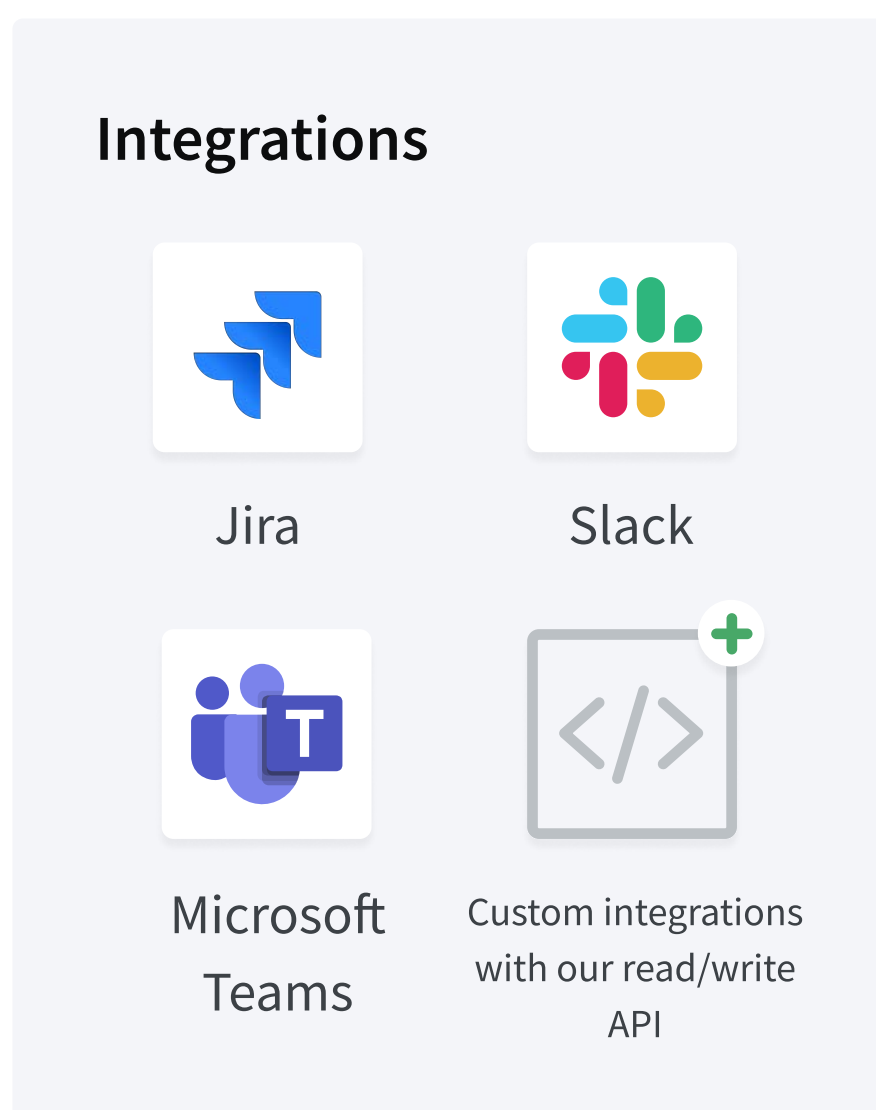 Integrations
Jira
Slack
T
Microsoft
Teams
</>
Custom integrations
with our read/write
API